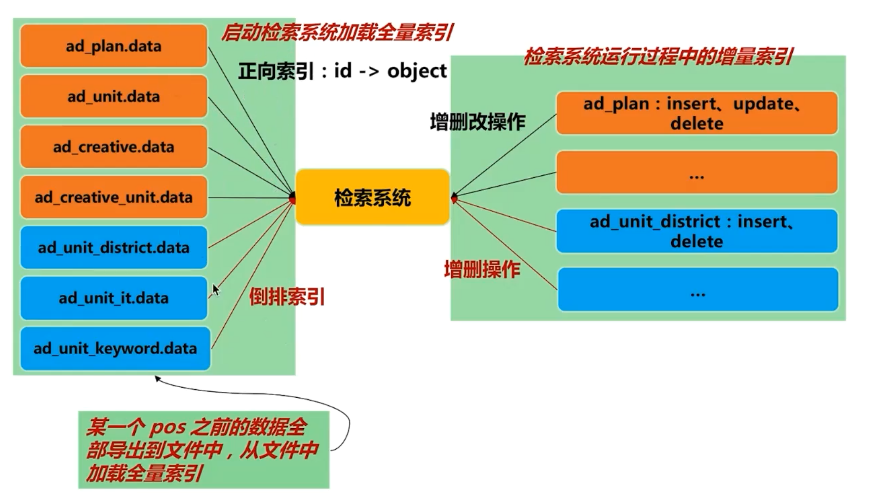 启动检索系统加载全量索引
ad_plan.data
ad_unit.data
ad_creative.data
ad_creative_unit.data
ad_unit_district.data
ad_unit_it.data
ad_unit_keyword.data
正向索引：id -> object
倒排索引
检索系统
检索系统运行过程中的增量索引
增删改操作
ad_plan：insert、update、
delete
...
ad_unit_district：insert、
delete
...
增删操作
某一个 pos 之前的数据全
部导出到文件中，从文件中
加载全量索引